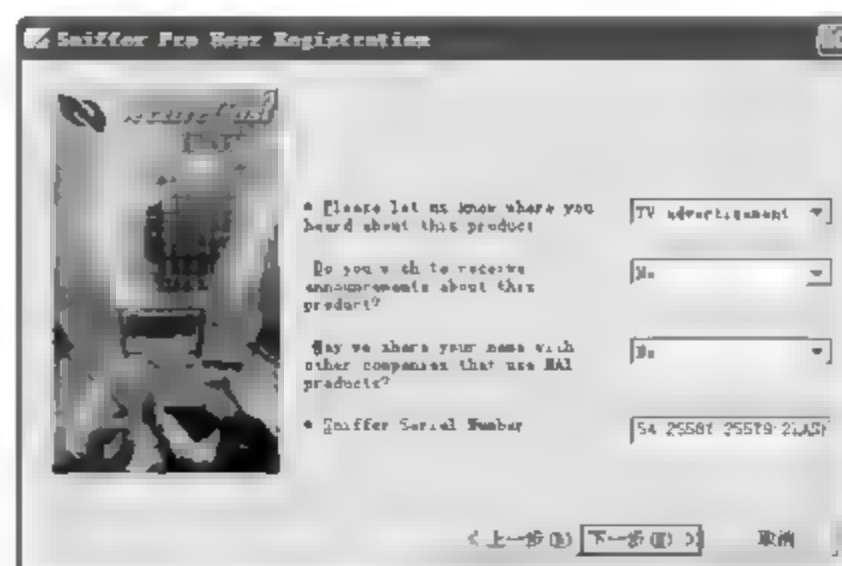 Sniffer Pro User Registration
* Please let us know where you
heard about this product
TV advertisement
Do you wish to receive
announcements about this
product?
No
May we share your name with
other companies that use NAI
products?
No
* Sniffer Serial Number
< 上一步(B)
下一步(N) >
取消